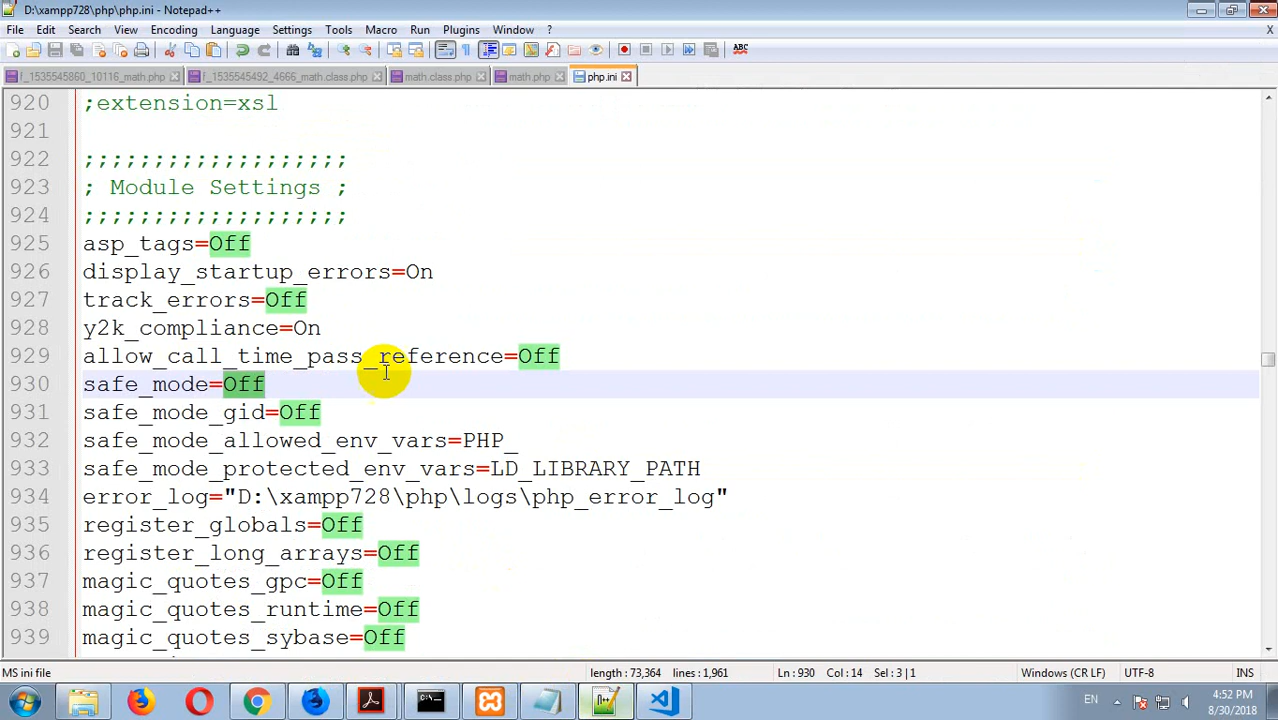 D:\xampp728\php\php.ini - Notepad++
File Edit Search View Encoding Language Settings Tools Macro Run Plugins Window ? X
f_1535545860_10116_math.php f_1535545492_4666_math.class.php math.class.php math.php php.ini
920 ;extension=xsl
921
922 ;;;;;;;;;;;;;;;;;;;
923 ; Module Settings ;
924 ;;;;;;;;;;;;;;;;;;;
925 asp_tags=Off
926 display_startup_errors=On
927 track_errors=Off
928 y2k_compliance=On
929 allow_call_time_pass_reference=Off
930 safe_mode=Off
931 safe_mode_gid=Off
932 safe_mode_allowed_env_vars=PHP_
933 safe_mode_protected_env_vars=LD_LIBRARY_PATH
934 error_log="D:\xampp728\php\logs\php_error_log"
935 register_globals=Off
936 register_long_arrays=Off
937 magic_quotes_gpc=Off
938 magic_quotes_runtime=Off
939 magic_quotes_sybase=Off
MS ini file length : 73,364 lines : 1,961 Ln : 930 Col : 14 Sel : 3 | 1 Windows (CR LF) UTF-8 INS
EN 4:52 PM
8/30/2018